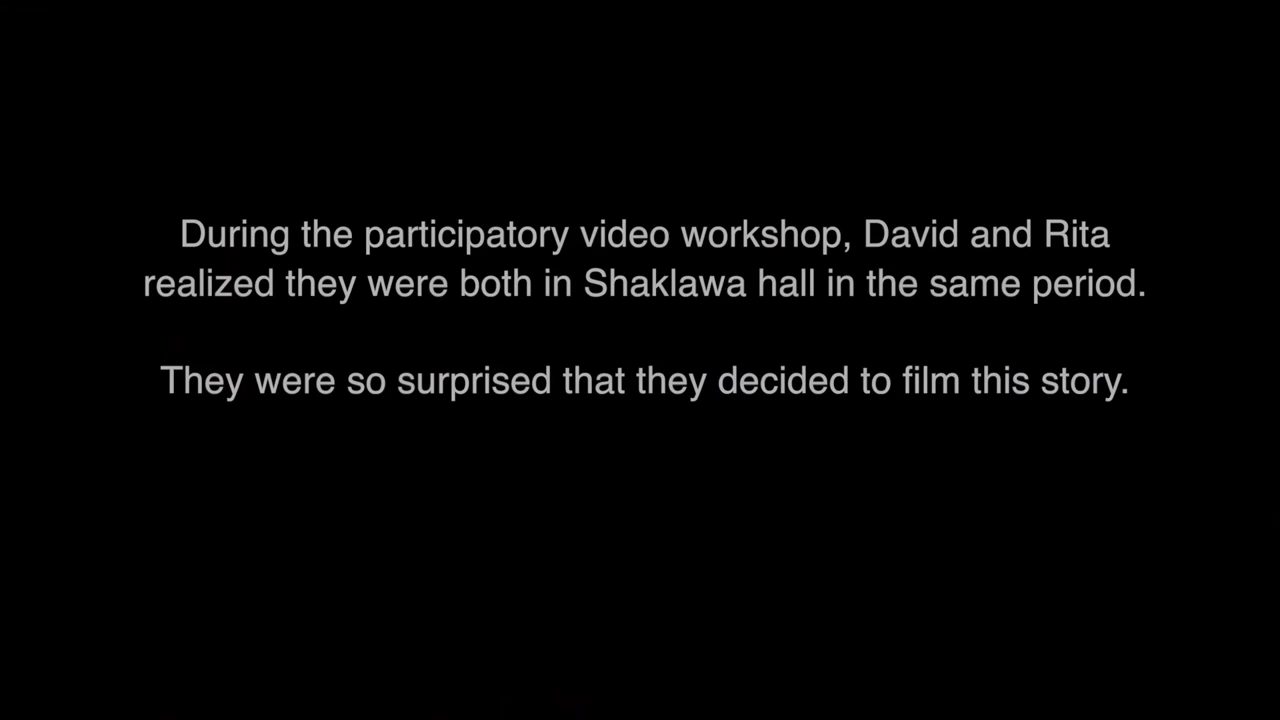 During the participatory video workshop, David and Rita
realized they were both in Shaklawa hall in the same period.
They were so surprised that they decided to film this story.